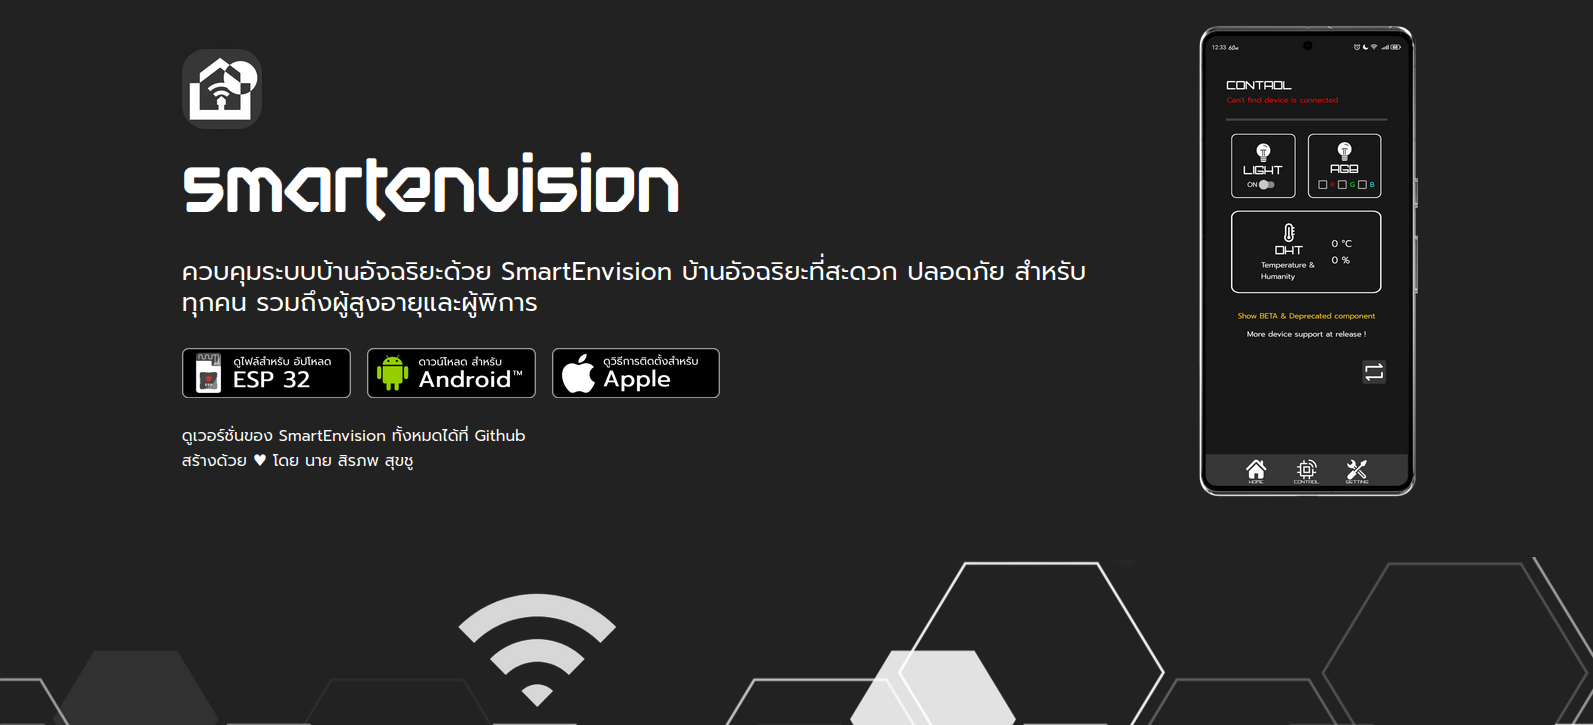 smartenvision
ควบคุมระบบบ้านอัจฉริยะด้วย SmartEnvision บ้านอัจฉริยะที่สะดวก ปลอดภัย สำหรับ
ทุกคน รวมถึงผู้สูงอายุและผู้พิการ
ดูไฟล์สำหรับ อัปโหลด
ESP 32
ดาวน์โหลด สำหรับ
Android™
ดูวิธีการติดตั้งสำหรับ
Apple
ดูเวอร์ชั่นของ SmartEnvision ทั้งหมดได้ที่ Github
สร้างด้วย ♥ โดย นาย สิรภพ สุขชู
12:33
CONTROL
Can't find device is connected
LIGHT
ON
RGB
R G B
DHT
Temperature &
Humanity
0 °C
0 %
Show BETA & Deprecated component
More device support at release !
HOME
CONTROL
SETTING